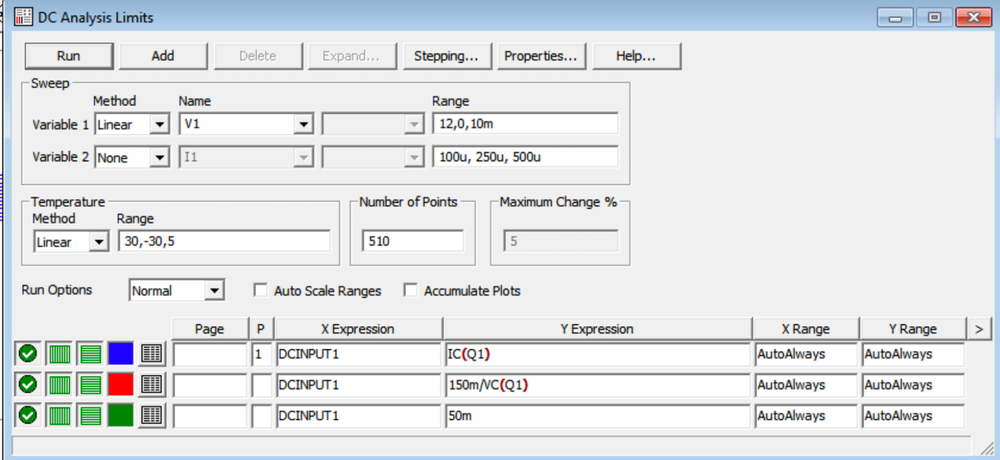 DC Analysis Limits
Run Add Delete Expand... Stepping... Properties... Help...
Sweep
Method Name Range
Variable 1 Linear V1 12,0,10m
Variable 2 None I1 100u, 250u, 500u
Temperature Number of Points Maximum Change %
Method Range
Linear 30,-30,5 510 5
Run Options Normal Auto Scale Ranges Accumulate Plots
Page P X Expression Y Expression X Range Y Range >
1 DCINPUT1 IC(Q1) AutoAlways AutoAlways
DCINPUT1 150m/VC(Q1) AutoAlways AutoAlways
DCINPUT1 50m AutoAlways AutoAlways